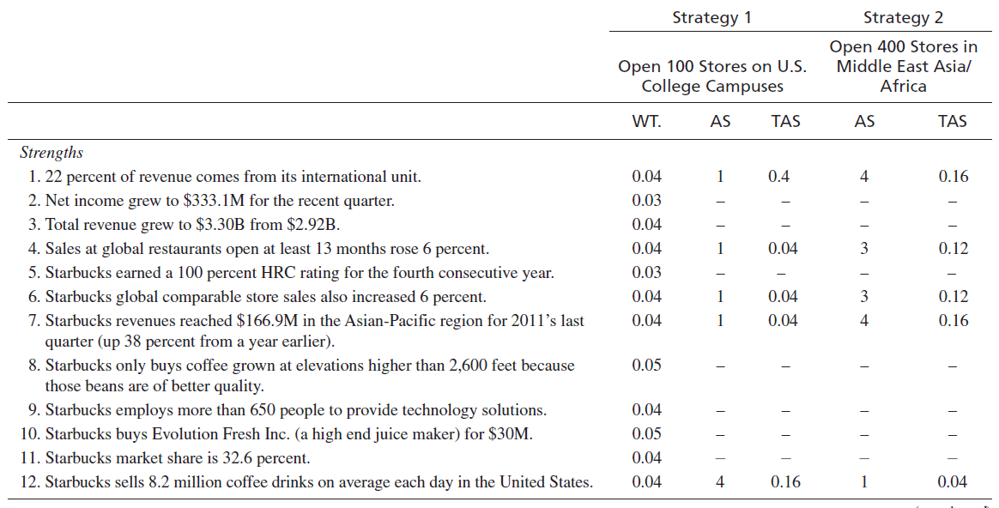 Strategy 1 Strategy 2
Open 100 Stores on U.S. College Campuses Open 400 Stores in Middle East Asia/ Africa
WT. AS TAS AS TAS
Strengths
1. 22 percent of revenue comes from its international unit. 0.04 1 0.4 4 0.16
2. Net income grew to $333.1M for the recent quarter. 0.03 – – – –
3. Total revenue grew to $3.30B from $2.92B. 0.04 – – – –
4. Sales at global restaurants open at least 13 months rose 6 percent. 0.04 1 0.04 3 0.12
5. Starbucks earned a 100 percent HRC rating for the fourth consecutive year. 0.03 – – – –
6. Starbucks global comparable store sales also increased 6 percent. 0.04 1 0.04 3 0.12
7. Starbucks revenues reached $166.9M in the Asian-Pacific region for 2011's last 0.04 1 0.04 4 0.16
quarter (up 38 percent from a year earlier).
8. Starbucks only buys coffee grown at elevations higher than 2,600 feet because 0.05 – – – –
those beans are of better quality.
9. Starbucks employs more than 650 people to provide technology solutions. 0.04 – – – –
10. Starbucks buys Evolution Fresh Inc. (a high end juice maker) for $30M. 0.05 – – – –
11. Starbucks market share is 32.6 percent. 0.04 – – – –
12. Starbucks sells 8.2 million coffee drinks on average each day in the United States. 0.04 4 0.16 1 0.04